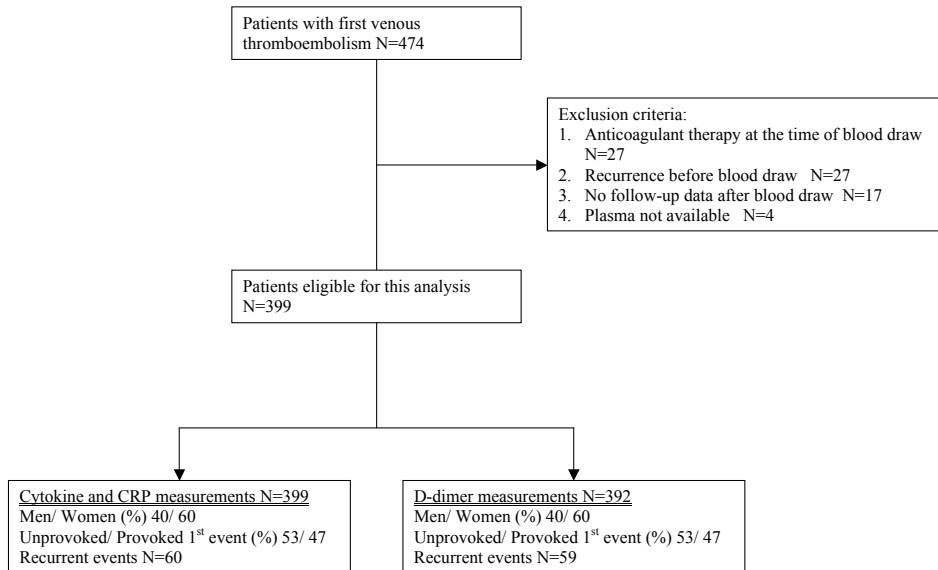 Patients with first venous
thromboembolism N=474
Exclusion criteria:
1. Anticoagulant therapy at the time of blood draw
N=27
2. Recurrence before blood draw N=27
3. No follow-up data after blood draw N=17
4. Plasma not available N=4
Patients eligible for this analysis
N=399
Cytokine and CRP measurements N=399
Men/ Women (%) 40/ 60
Unprovoked/ Provoked 1st event (%) 53/ 47
Recurrent events N=60
D-dimer measurements N=392
Men/ Women (%) 40/ 60
Unprovoked/ Provoked 1st event (%) 53/ 47
Recurrent events N=59